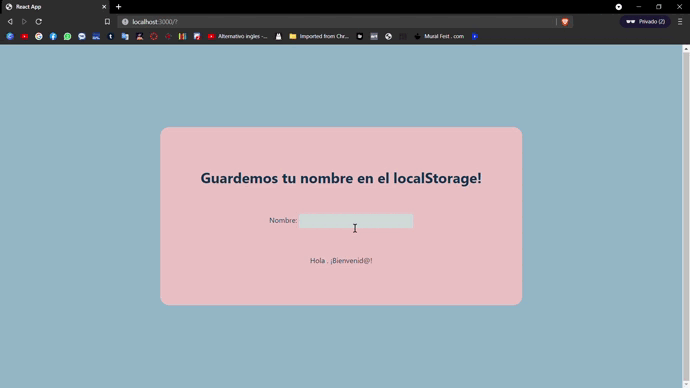 React App
localhost:3000/?
Privado (2)
Alternativo ingles -...
Imported from Chr...
Mural Fest . com
Guardemos tu nombre en el localStorage!
Nombre:
Hola . ¡Bienvenid@!